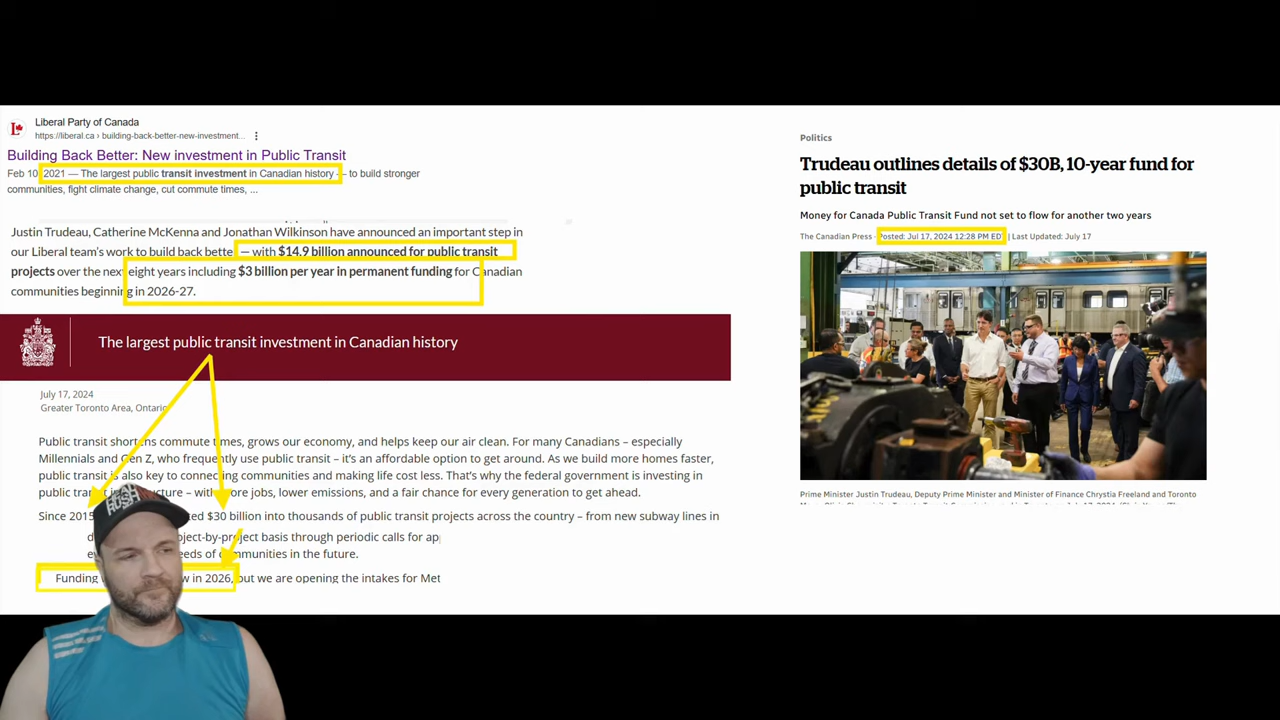 Liberal Party of Canada
https://liberal.ca › building-back-better-new-investment...
Building Back Better: New investment in Public Transit
Feb 10, 2021 — The largest public transit investment in Canadian history — to build stronger
communities, fight climate change, cut commute times, ...
Justin Trudeau, Catherine McKenna and Jonathan Wilkinson have announced an important step in
our Liberal team's work to build back better — with $14.9 billion announced for public transit
projects over the next eight years including $3 billion per year in permanent funding for Canadian
communities beginning in 2026-27.
The largest public transit investment in Canadian history
July 17, 2024
Greater Toronto Area, Ontario
Public transit shortens commute times, grows our economy, and helps keep our air clean. For many Canadians – especially
Millennials and Gen Z, who frequently use public transit – it's an affordable option to get around. As we build more homes faster,
public transit is also key to connecting communities and making life cost less. That's why the federal government is investing in
public transit infrastructure – with more jobs, lower emissions, and a fair chance for every generation to get ahead.
Since 2015 $30 billion into thousands of public transit projects across the country – from new subway lines in
project-by-project basis through periodic calls for ap
needs of communities in the future.
Funding in 2026, but we are opening the intakes for Met
RUSH
Politics
Trudeau outlines details of $30B, 10-year fund for
public transit
Money for Canada Public Transit Fund not set to flow for another two years
The Canadian Press · Posted: Jul 17, 2024 12:28 PM EDT | Last Updated: July 17
Prime Minister Justin Trudeau, Deputy Prime Minister and Minister of Finance Chrystia Freeland and Toronto